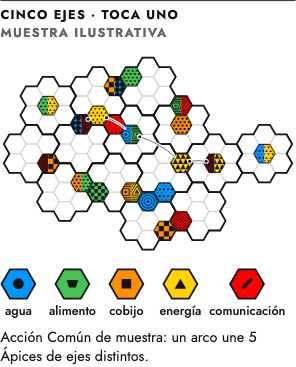 CINCO EJES · TOCA UNO
MUESTRA ILUSTRATIVA
agua alimento cobijo energía comunicación
Acción Común de muestra: un arco une 5
Ápices de ejes distintos.